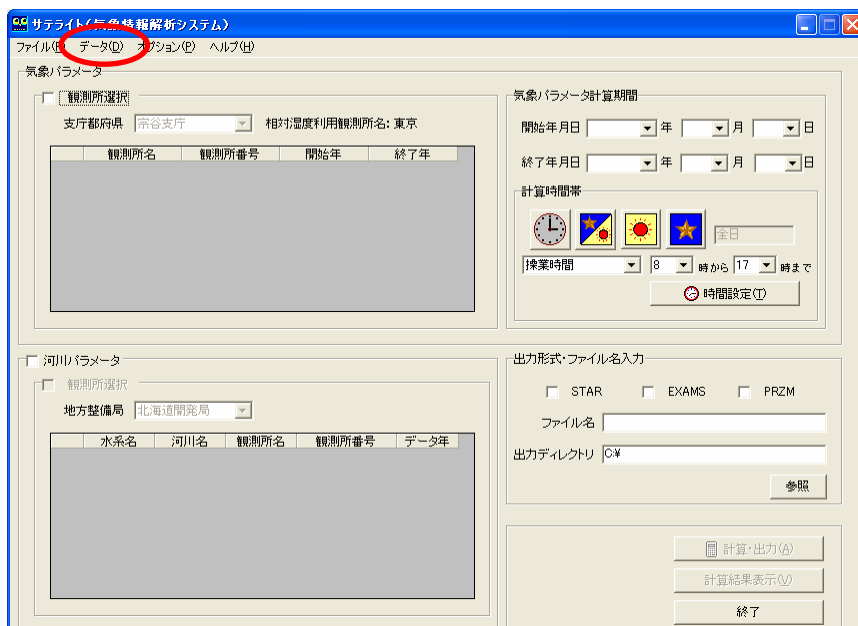 サテライト(気象情報解析システム)
ファイル(F) データ(D) オプション(P) ヘルプ(H)
気象パラメータ
観測所選択
支庁都府県 宗谷支庁 相対湿度利用観測所名: 東京
観測所名 観測所番号 開始年 終了年
気象パラメータ計算期間
開始年月日 年 月 日
終了年月日 年 月 日
計算時間帯
全日
操業時間 8 時から 17 時まで
時間設定(T)
河川パラメータ
観測所選択
地方整備局 北海道開発局
水系名 河川名 観測所名 観測所番号 データ年
出力形式・ファイル名入力
STAR EXAMS PRZM
ファイル名
出力ディレクトリ C:¥
参照
計算・出力(A)
計算結果表示(V)
終了